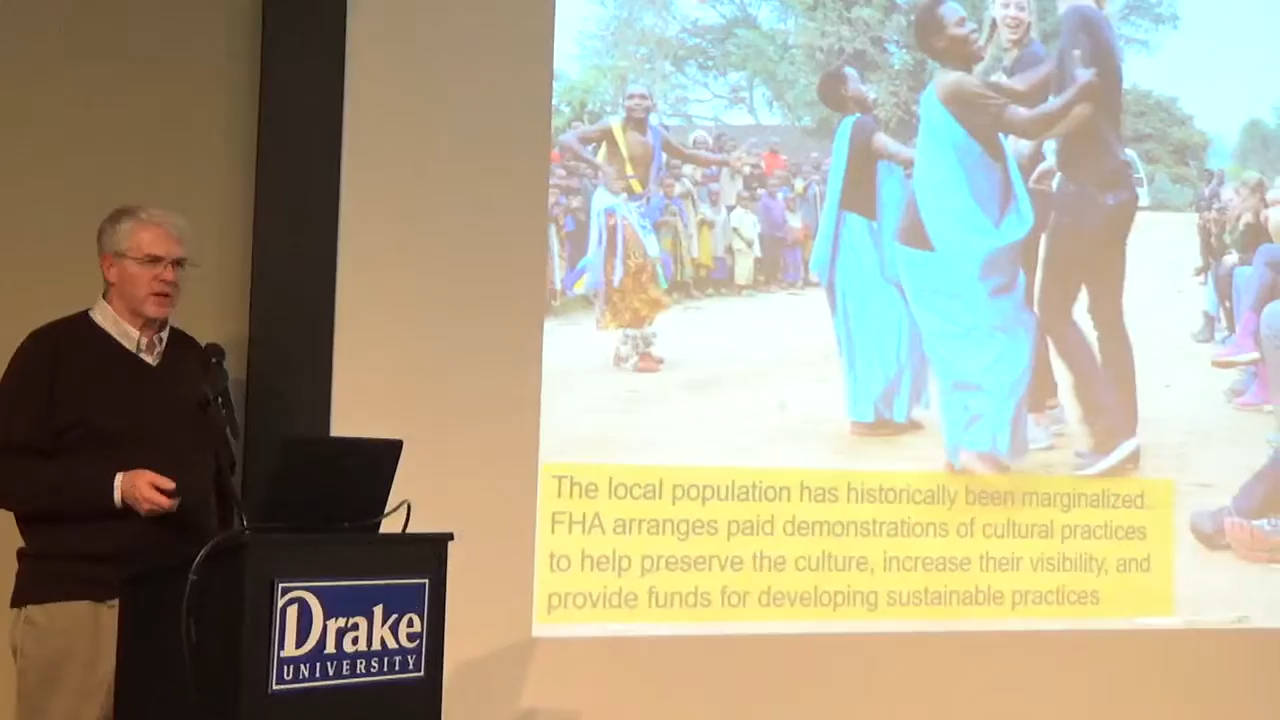 The local population has historically been marginalized
FHA arranges paid demonstrations of cultural practices
to help preserve the culture, increase their visibility, and
provide funds for developing sustainable practices
Drake
UNIVERSITY